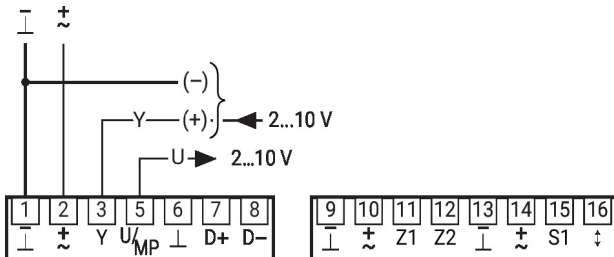 (–)
Y (+) 2...10 V
U 2...10 V
1 2 3 5 6 7 8 9 10 11 12 13 14 15 16
– ⊥ + ~ Y U/MP ⊥ D+ D– – ⊥ + ~ Z1 Z2 – ⊥ + ~ S1 ↕